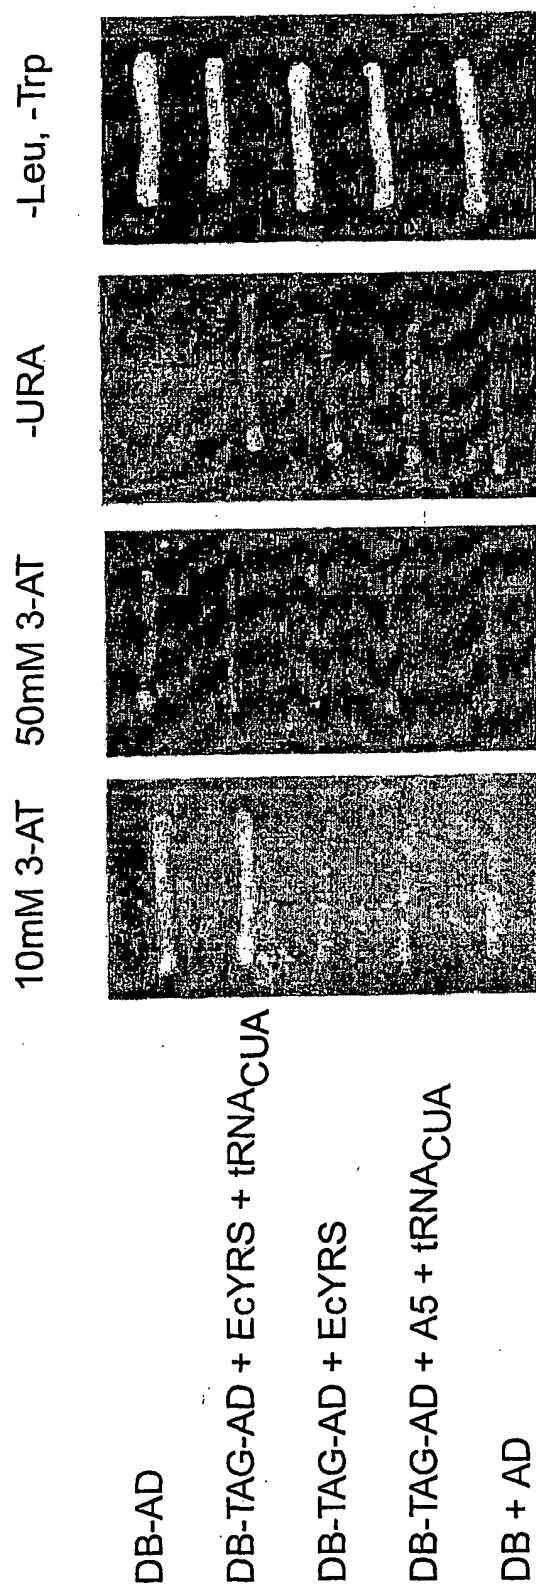 10mM 3-AT
50mM 3-AT
-URA
-Leu, -Trp
DB-AD
DB-TAG-AD + EcYRS + tRNACUA
DB-TAG-AD + EcYRS
DB-TAG-AD + A5 + tRNACUA
DB + AD